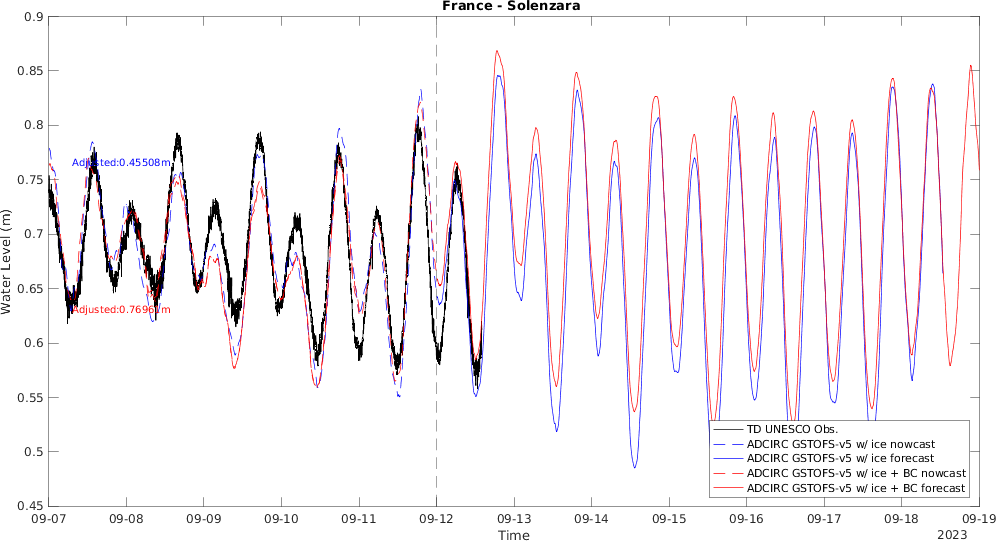 France - Solenzara
0.9
0.85
0.8
0.75
0.7
0.65
0.6
0.55
0.5
0.45
Water Level (m)
Adjusted:0.45508m
TD UNESCO Obs.
ADCIRC GSTOFS-v5 w/ ice nowcast
ADCIRC GSTOFS-v5 w/ ice forecast
ADCIRC GSTOFS-v5 w/ ice + BC nowcast
ADCIRC GSTOFS-v5 w/ ice + BC forecast
09-07 09-08 09-09 09-10 09-11 09-12 09-13 09-14 09-15 09-16 09-17 09-18 09-19
Time
2023